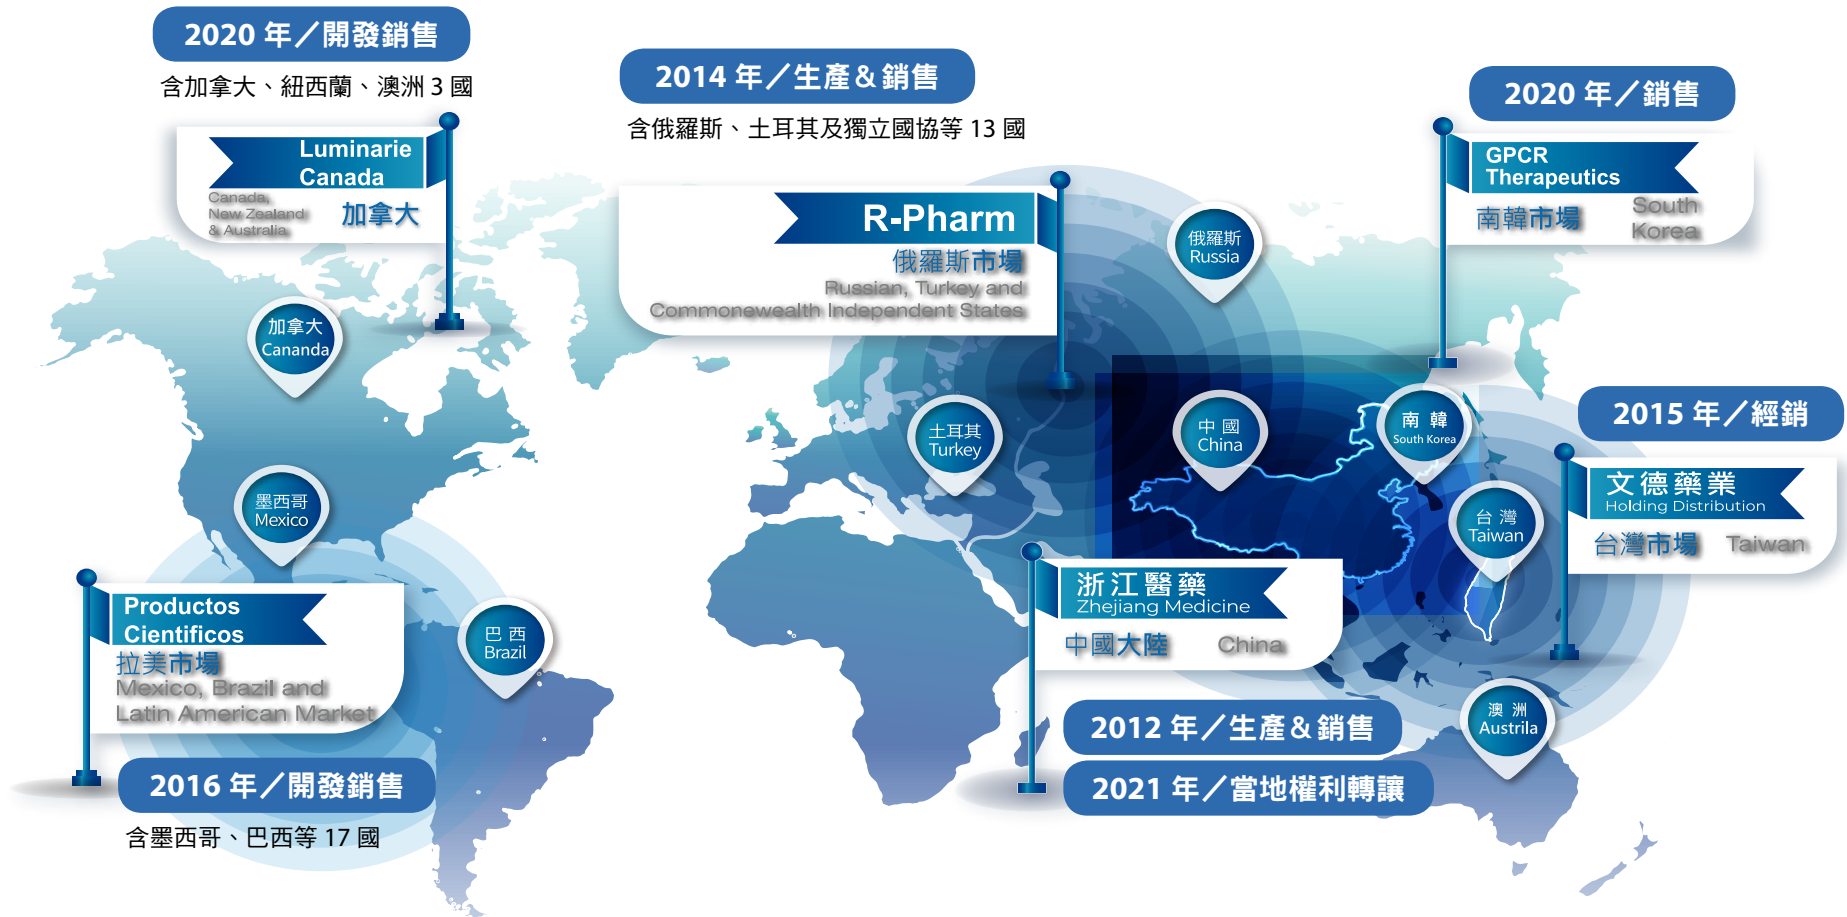 2020 年／開發銷售
含加拿大、紐西蘭、澳洲 3 國
Luminarie
Canada
Canada,
New Zealand
& Australia
加拿大
2014 年／生產＆銷售
含俄羅斯、土耳其及獨立國協等 13 國
R-Pharm
俄羅斯市場
Russian, Turkey and
Commonewealth Independent States
2020 年／銷售
GPCR
Therapeutics
南韓市場
South
Korea
俄羅斯
Russia
加拿大
Cananda
土耳其
Turkey
中國
China
南韓
South Korea
2015 年／經銷
文德藥業
Holding Distribution
台灣市場 Taiwan
墨西哥
Mexico
台灣
Taiwan
Productos
Cientificos
拉美市場
Mexico, Brazil and
Latin American Market
巴西
Brazil
浙江醫藥
Zhejiang Medicine
中國大陸 China
澳洲
Austrila
2012 年／生產＆銷售
2021 年／當地權利轉讓
2016 年／開發銷售
含墨西哥、巴西等 17 國